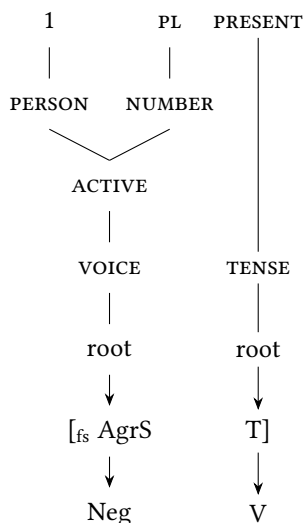 1 PL PRESENT
PERSON NUMBER
ACTIVE
VOICE TENSE
root root
[fs AgrS T]
Neg V